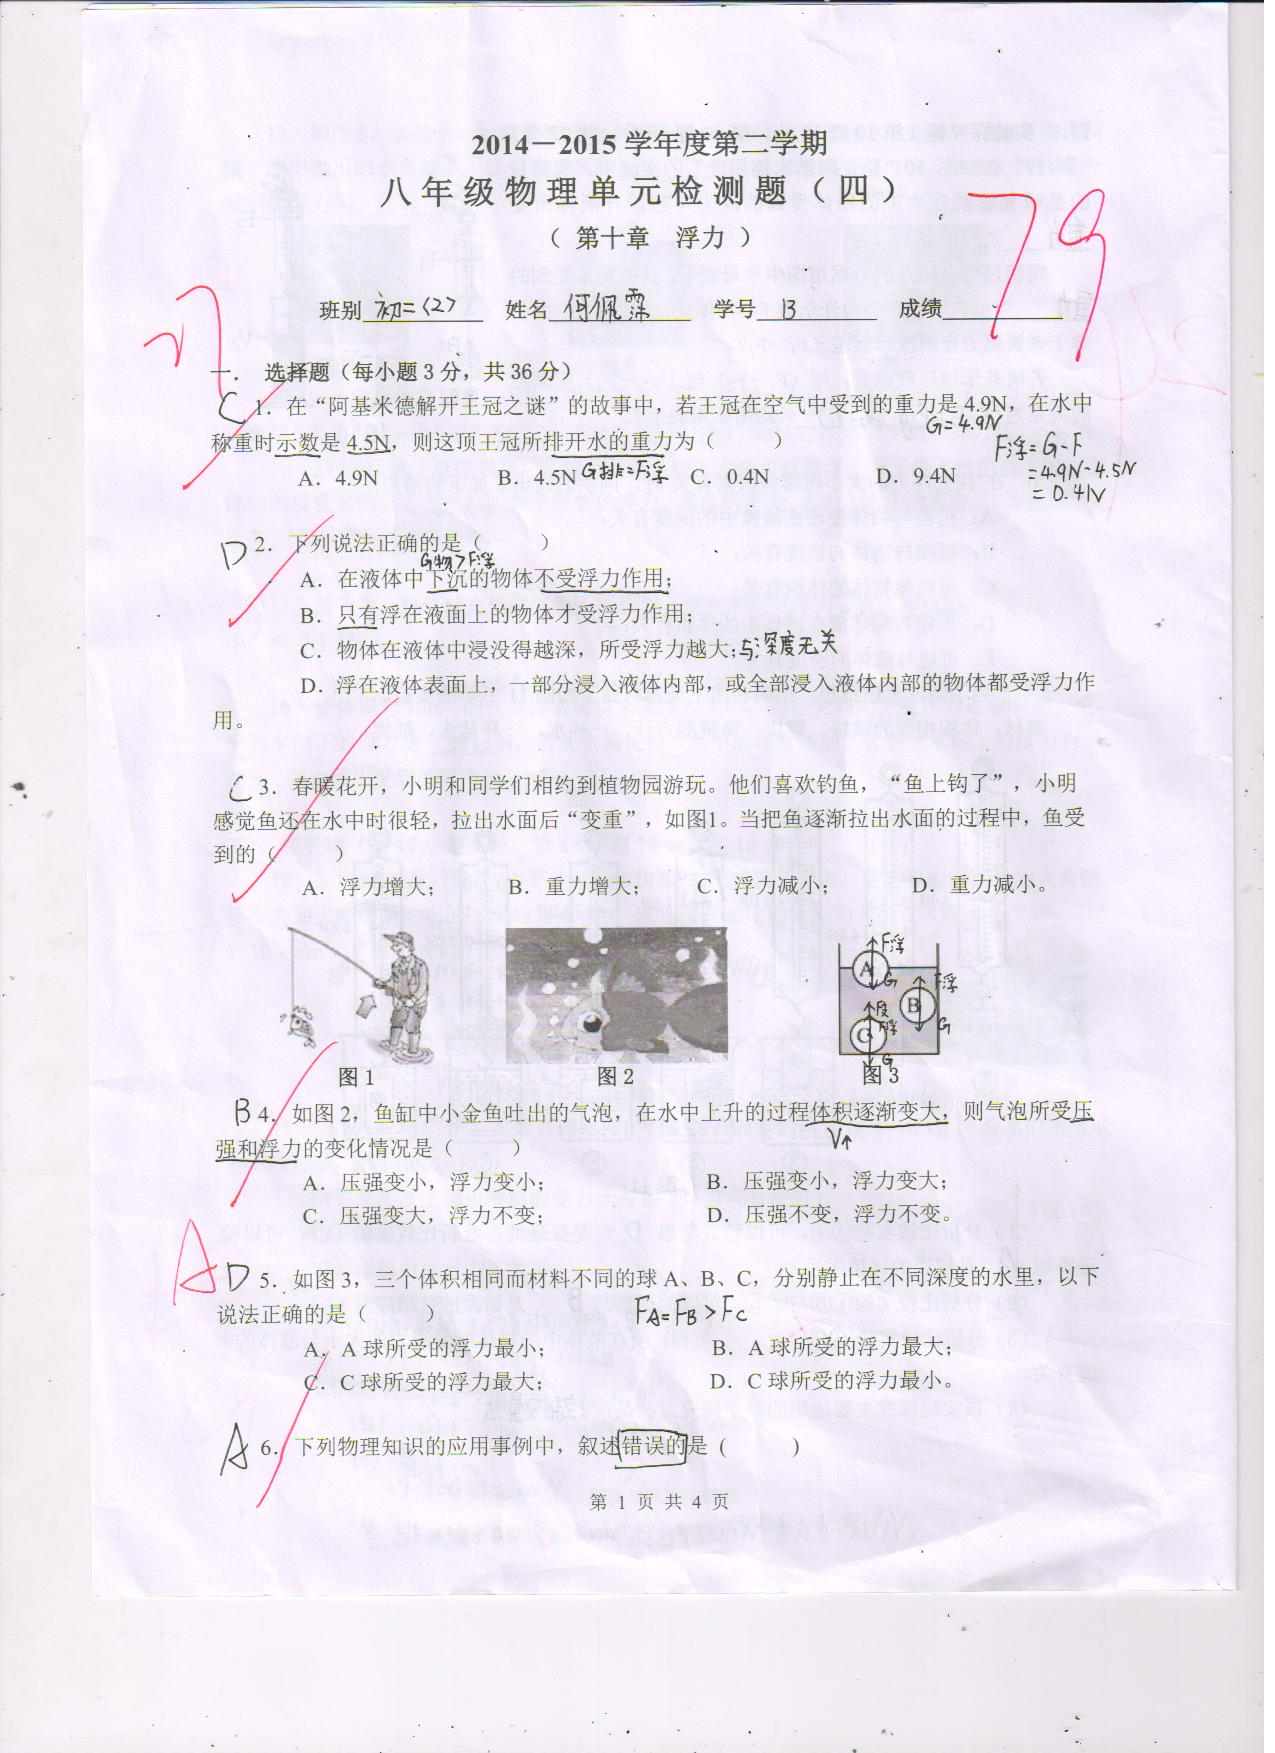 2014－2015 学年度第二学期
八年级物理单元检测题（四）
（ 第十章 浮力 ）
79
班别 初二<2> 姓名 何佩霖 学号 13 成绩
一． 选择题（每小题 3 分，共 36 分）
C 1．在“阿基米德解开王冠之谜”的故事中，若王冠在空气中受到的重力是 4.9N，在水中
G=4.9N
称重时示数是 4.5N，则这顶王冠所排开水的重力为（ ）
F浮=G-F
=4.9N-4.5N
=0.4N
A．4.9N B．4.5N G排=F浮 C．0.4N D．9.4N
D 2．下列说法正确的是（ ）
G物>F浮
A．在液体中下沉的物体不受浮力作用；
B．只有浮在液面上的物体才受浮力作用；
C．物体在液体中浸没得越深，所受浮力越大；与深度无关
D．浮在液体表面上，一部分浸入液体内部，或全部浸入液体内部的物体都受浮力作
用。
C 3．春暖花开，小明和同学们相约到植物园游玩。他们喜欢钓鱼，“鱼上钩了”，小明
感觉鱼还在水中时很轻，拉出水面后“变重”，如图1。当把鱼逐渐拉出水面的过程中，鱼受
到的（ ）
A．浮力增大； B．重力增大； C．浮力减小； D．重力减小。
F浮
A G F浮
B
G
F浮
C
G
图 1 图 2 图 3
B 4．如图 2，鱼缸中小金鱼吐出的气泡，在水中上升的过程体积逐渐变大，则气泡所受压
V↑
强和浮力的变化情况是（ ）
A．压强变小，浮力变小； B．压强变小，浮力变大；
C．压强变大，浮力不变； D．压强不变，浮力不变。
A D 5．如图 3，三个体积相同而材料不同的球 A、B、C，分别静止在不同深度的水里，以下
说法正确的是（ ） FA=FB>FC
A．A 球所受的浮力最小； B．A 球所受的浮力最大；
C．C 球所受的浮力最大； D．C 球所受的浮力最小。
A 6．下列物理知识的应用事例中，叙述错误的是（ ）
第 1 页 共 4 页